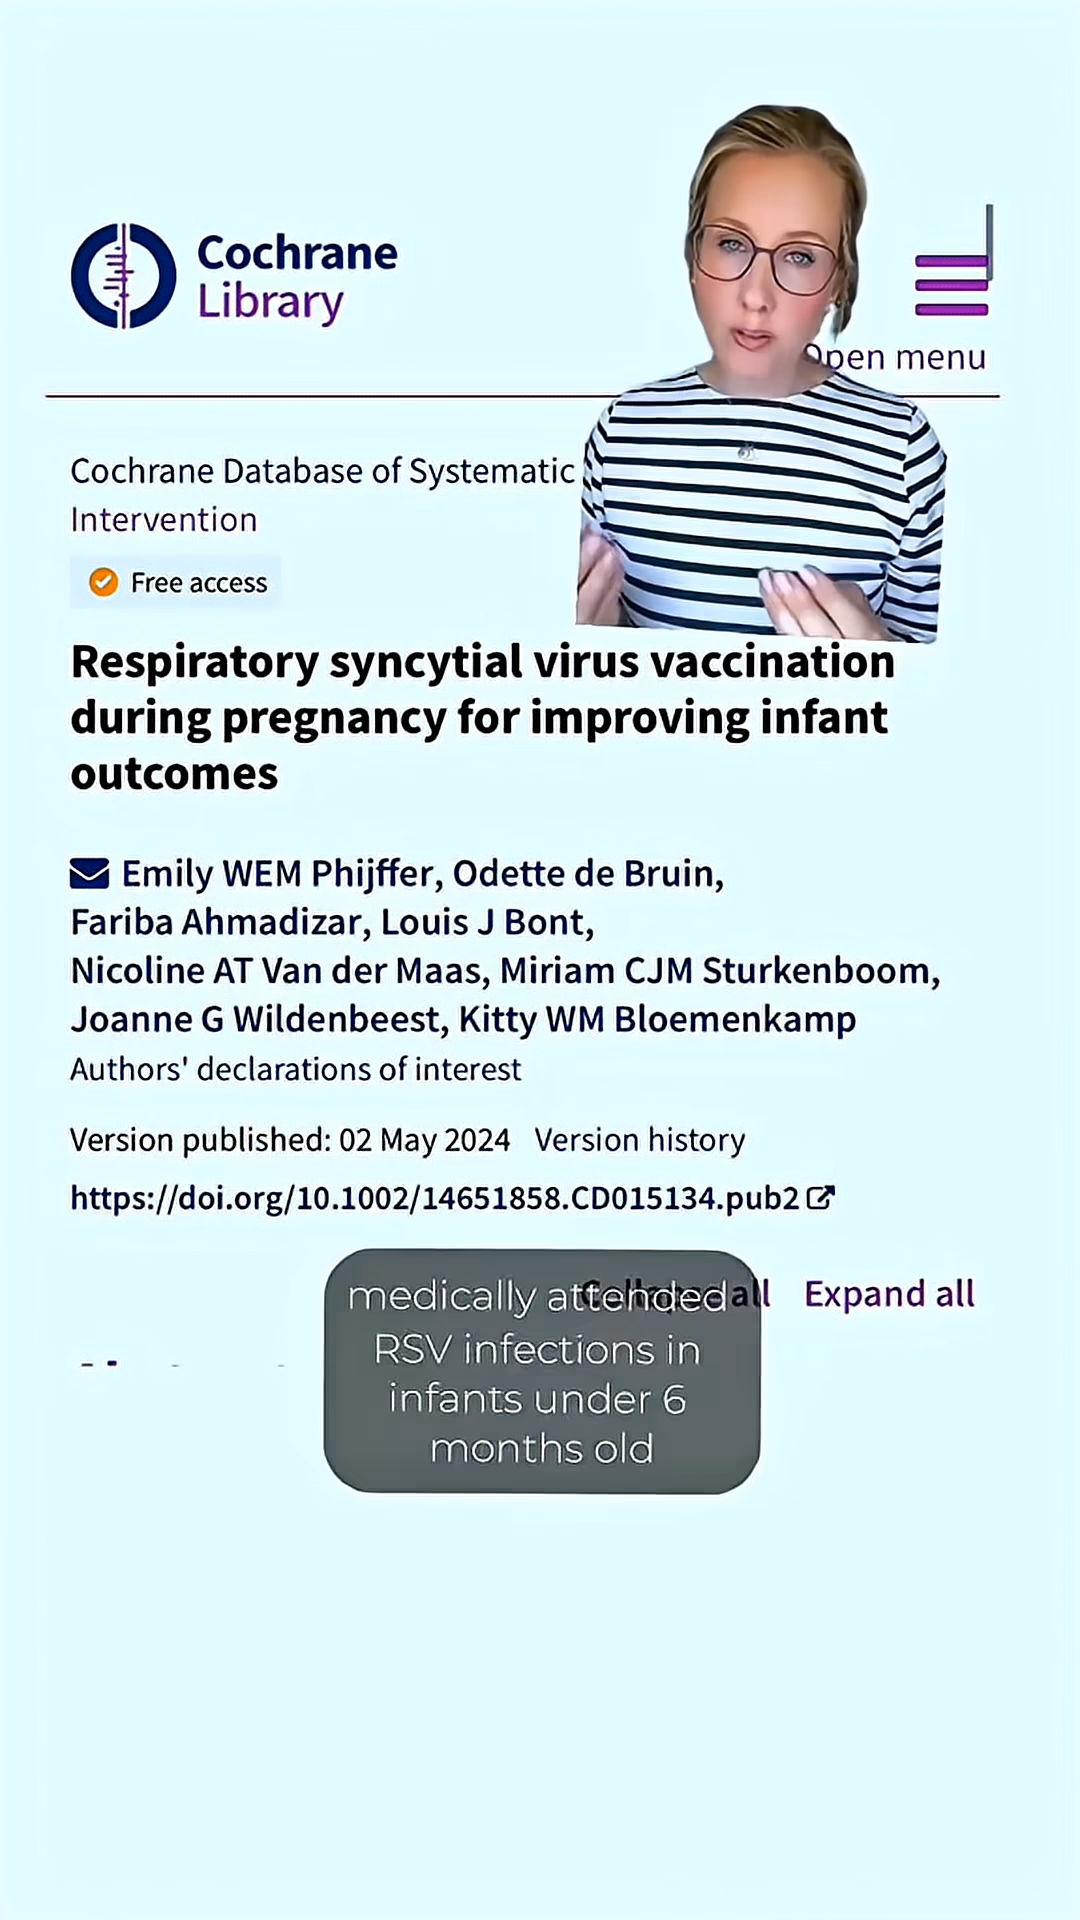 Cochrane
Library
Open menu
Cochrane Database of Systematic
Intervention
Free access
Respiratory syncytial virus vaccination
during pregnancy for improving infant
outcomes
Emily WEM Phijffer, Odette de Bruin,
Fariba Ahmadizar, Louis J Bont,
Nicoline AT Van der Maas, Miriam CJM Sturkenboom,
Joanne G Wildenbeest, Kitty WM Bloemenkamp
Authors' declarations of interest
Version published: 02 May 2024 Version history
https://doi.org/10.1002/14651858.CD015134.pub2
Collapse all Expand all
medically attended
RSV infections in
infants under 6
months old